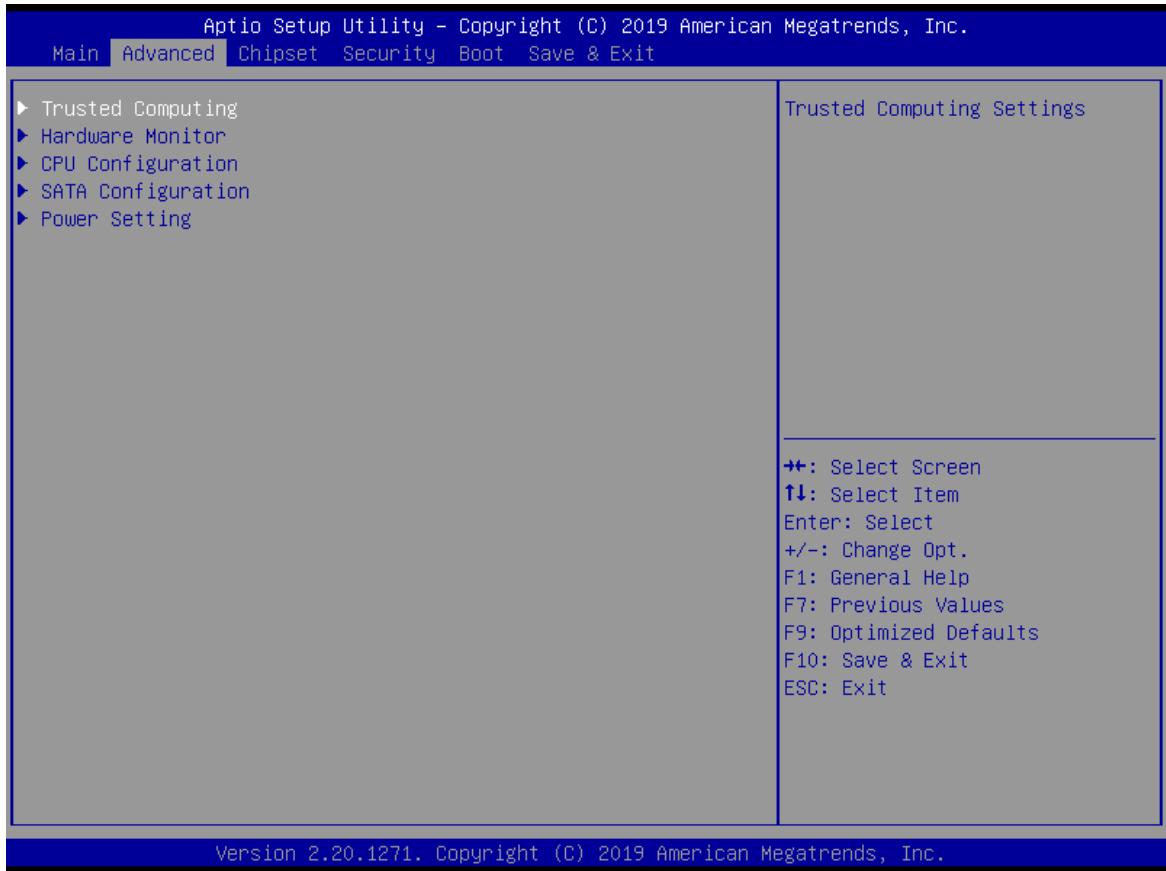 Aptio Setup Utility – Copyright (C) 2019 American Megatrends, Inc.
Main Advanced Chipset Security Boot Save & Exit
▶ Trusted Computing
▶ Hardware Monitor
▶ CPU Configuration
▶ SATA Configuration
▶ Power Setting
Trusted Computing Settings
→←: Select Screen
↑↓: Select Item
Enter: Select
+/-: Change Opt.
F1: General Help
F7: Previous Values
F9: Optimized Defaults
F10: Save & Exit
ESC: Exit
Version 2.20.1271. Copyright (C) 2019 American Megatrends, Inc.